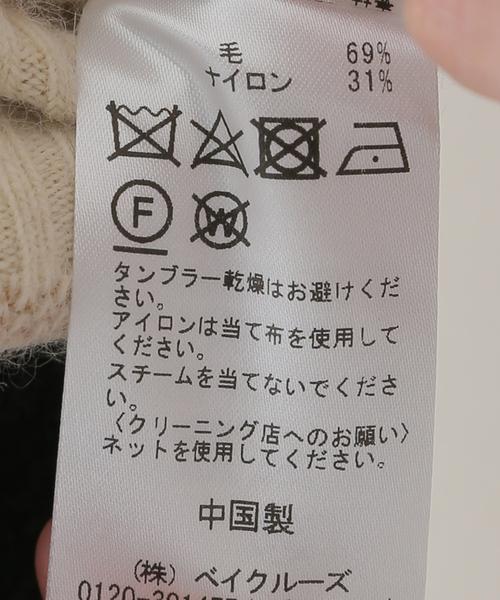 毛 69%
ナイロン 31%
F
W
タンブラー乾燥はお避けくだ
さい。
アイロンは当て布を使用して
ください。
スチームを当てないでくださ
い。
〈クリーニング店へのお願い〉
ネットを使用してください。
中国製
(株) ベイクルーズ